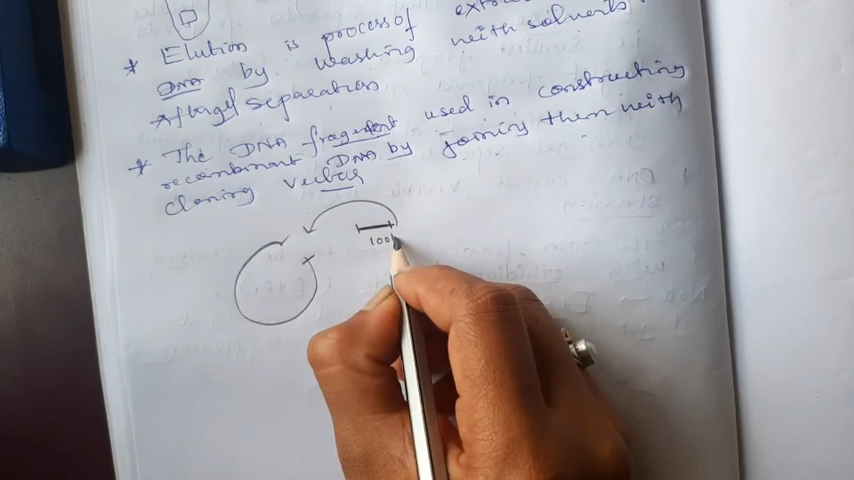 * Elution is process of extra
DNA by washing with solvents.
After gel separation
* The DNA fragment used in constructing
recombinant DNA by joining them with
cloning vector
100